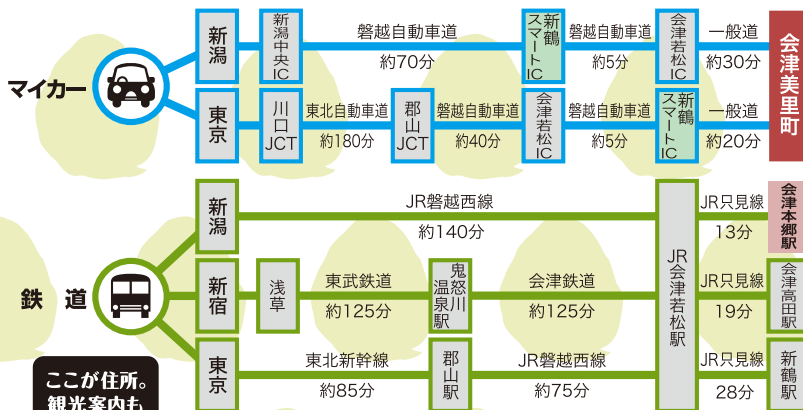 マイカー
新潟
新潟中央IC
磐越自動車道
約70分
新鶴スマートIC
磐越自動車道
約5分
会津若松IC
一般道
約30分
会津美里町
東京
川口JCT
東北自動車道
約180分
郡山JCT
磐越自動車道
約40分
会津若松IC
磐越自動車道
約5分
新鶴スマートIC
一般道
約20分
鉄道
新潟
JR磐越西線
約140分
JR会津若松駅
JR只見線
13分
会津本郷駅
新宿
浅草
東武鉄道
約125分
鬼怒川温泉駅
会津鉄道
約125分
JR只見線
19分
会津高田駅
東京
東北新幹線
約85分
郡山駅
JR磐越西線
約75分
JR只見線
28分
新鶴駅
ここが住所。
観光案内も